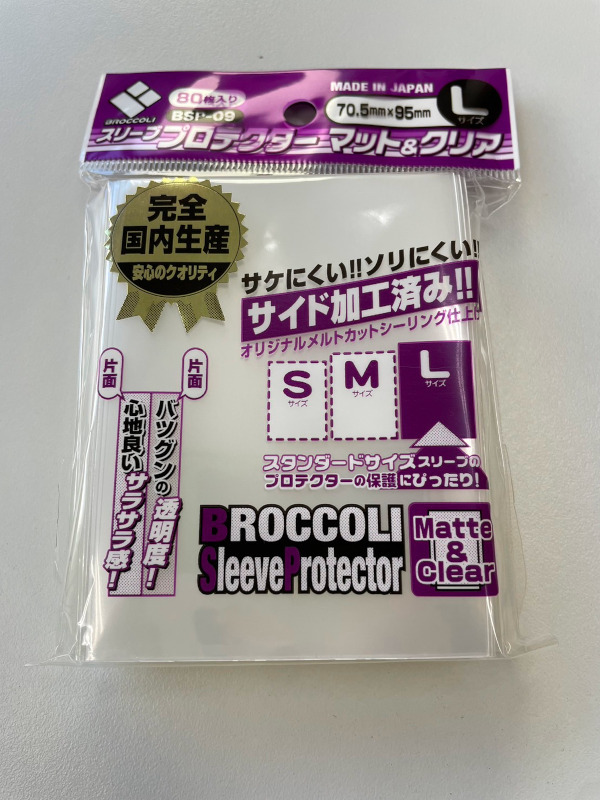 BROCCOLI
80枚入り
BSP-09
MADE IN JAPAN
70.5mm×95mm
L
サイズ
スリーブプロテクター マット&クリア
完全
国内生産
安心のクオリティ
サケにくい!!ソリにくい!!
サイド加工済み!!
オリジナルメルトカットシーリング仕上げ
S
サイズ
M
サイズ
L
サイズ
スタンダードサイズスリーブの
プロテクターの保護にぴったり!
片面
バツグンの透明度!
片面
心地良いサラサラ感!
BROCCOLI
SleeveProtector
Matte
&
Clear